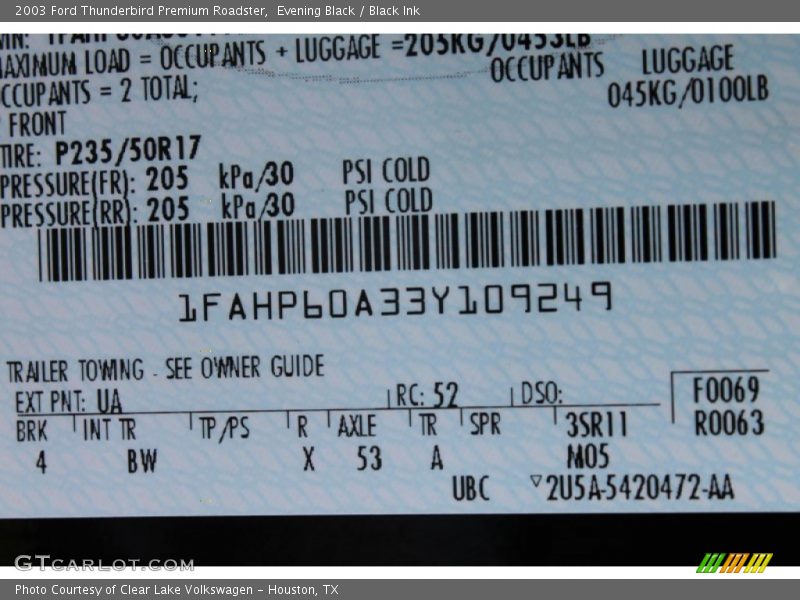 2003 Ford Thunderbird Premium Roadster,  Evening Black / Black Ink
MAXIMUM LOAD = OCCUPANTS + LUGGAGE =205KG/0453LB
OCCUPANTS LUGGAGE
OCCUPANTS = 2 TOTAL; 045KG/0100LB
FRONT
TIRE: P235/50R17
PRESSURE(FR): 205 kPa/30 PSI COLD
PRESSURE(RR): 205 kPa/30 PSI COLD
1FAHP60A33Y109249
TRAILER TOWING - SEE OWNER GUIDE
EXT PNT: UA RC: 52 DSO: F0069
BRK INT TR TP/PS R AXLE TR SPR 3SR11 R0063
4 BW X 53 A M05
UBC ▽2U5A-5420472-AA
GTCARLOT.COM
Photo Courtesy of Clear Lake Volkswagen – Houston, TX